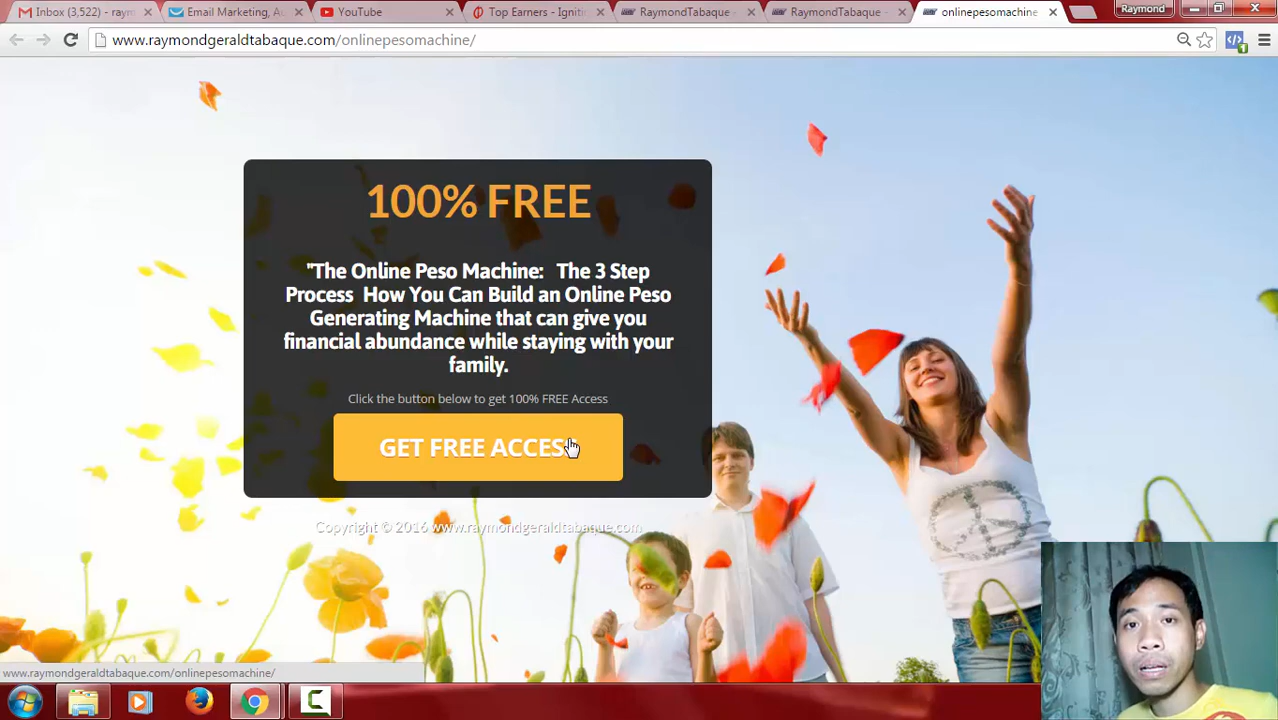 Inbox (3,522) - raym
Email Marketing, Au
YouTube
Top Earners - Igniti
RaymondTabaque -
RaymondTabaque -
onlinepesomachine
Raymond
www.raymondgeraldtabaque.com/onlinepesomachine/
100% FREE
"The Online Peso Machine: The 3 Step
Process How You Can Build an Online Peso
Generating Machine that can give you
financial abundance while staying with your
family.
Click the button below to get 100% FREE Access
GET FREE ACCESS
Copyright © 2016 www.raymondgeraldtabaque.com
www.raymondgeraldtabaque.com/onlinepesomachine/